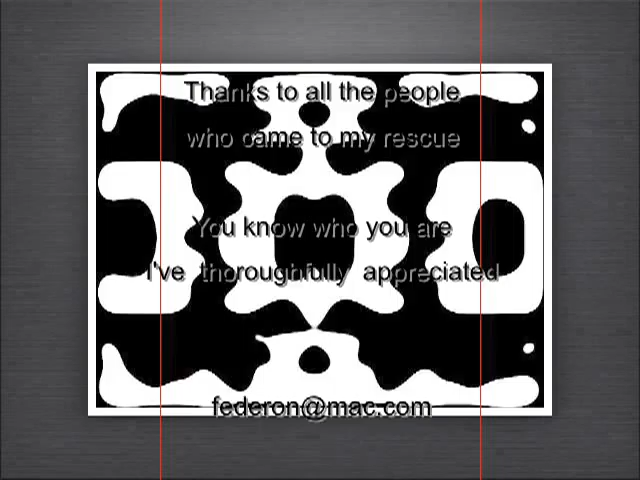 Thanks to all the people
who came to my rescue
You know who you are
I've thoroughfully appreciated
federon@mac.com